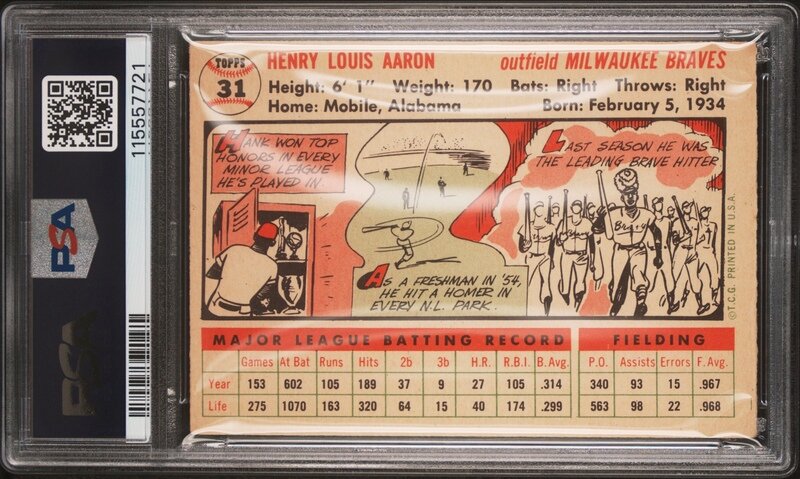 115557721
PSA
PSA
TOPPS
31
HENRY LOUIS AARON outfield MILWAUKEE BRAVES
Height: 6' 1" Weight: 170 Bats: Right Throws: Right
Home: Mobile, Alabama Born: February 5, 1934
HANK WON TOP
HONORS IN EVERY
MINOR LEAGUE
HE'S PLAYED IN.
AS A FRESHMAN IN '54,
HE HIT A HOMER IN
EVERY N.L. PARK.
LAST SEASON HE WAS
THE LEADING BRAVE HITTER
Braves
©T.C.G. PRINTED IN U.S.A.
MAJOR LEAGUE BATTING RECORD FIELDING
Games At Bat Runs Hits 2b 3b H.R. R.B.I. B.Avg. P.O. Assists Errors F. Avg.
Year 153 602 105 189 37 9 27 105 .314 340 93 15 .967
Life 275 1070 163 320 64 15 40 174 .299 563 98 22 .968